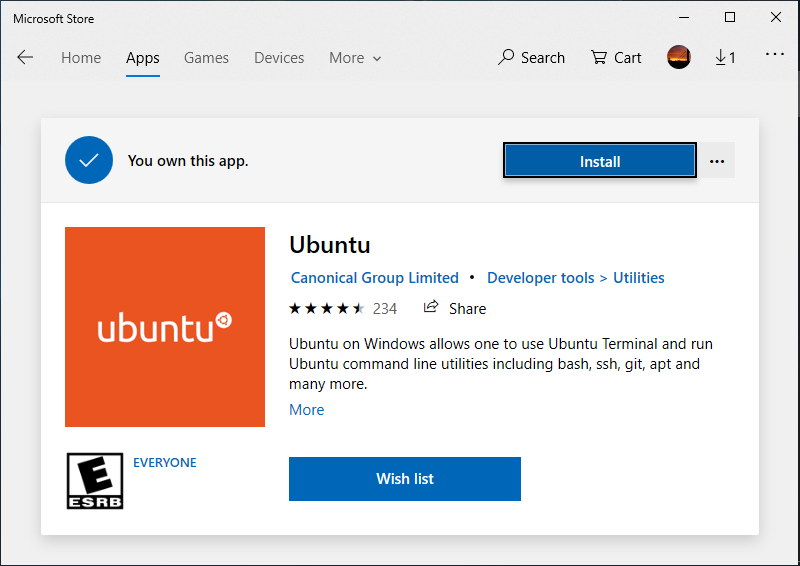 Microsoft Store
Home Apps Games Devices More Search Cart 1
You own this app. Install
ubuntu
Ubuntu
Canonical Group Limited • Developer tools > Utilities
234 Share
Ubuntu on Windows allows one to use Ubuntu Terminal and run
Ubuntu command line utilities including bash, ssh, git, apt and
many more.
More
E
ESRB
EVERYONE
Wish list